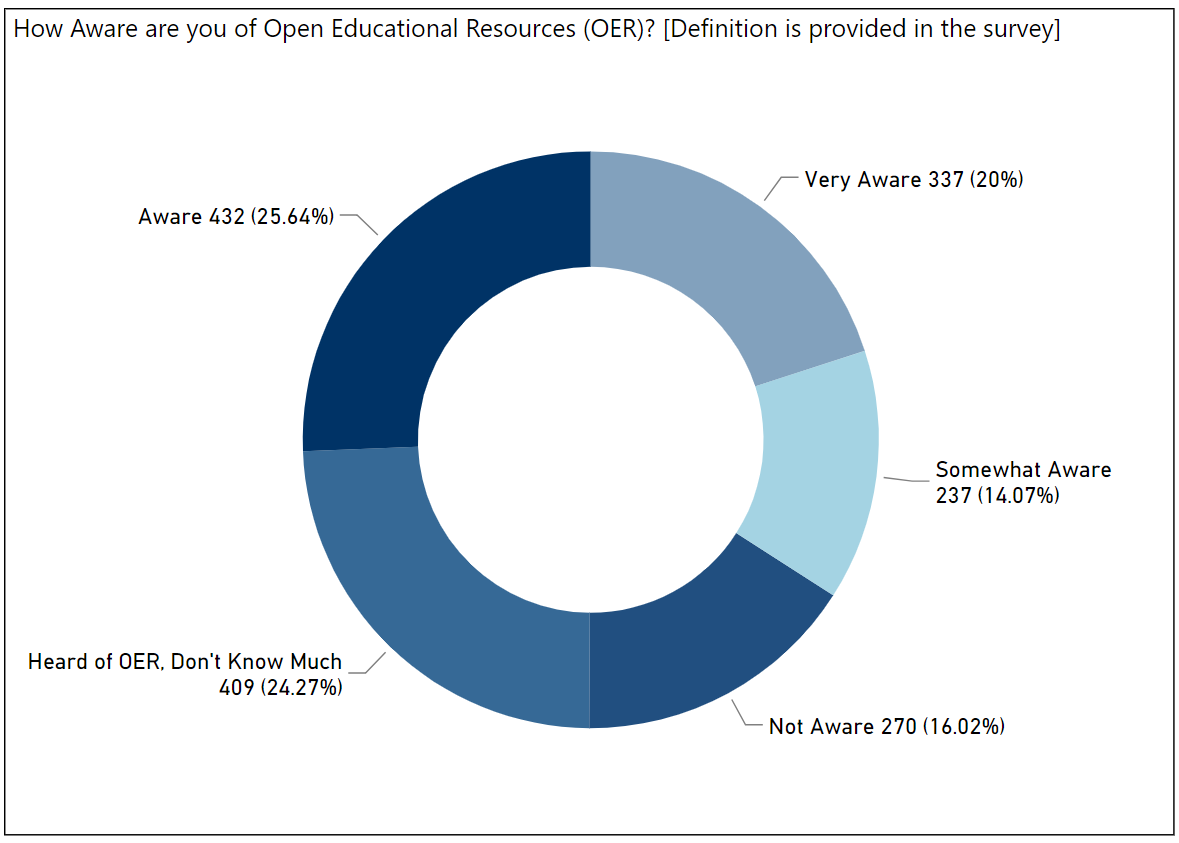 How Aware are you of Open Educational Resources (OER)? [Definition is provided in the survey]
Very Aware 337 (20%)
Aware 432 (25.64%)
Somewhat Aware
237 (14.07%)
Heard of OER, Don't Know Much
409 (24.27%)
Not Aware 270 (16.02%)